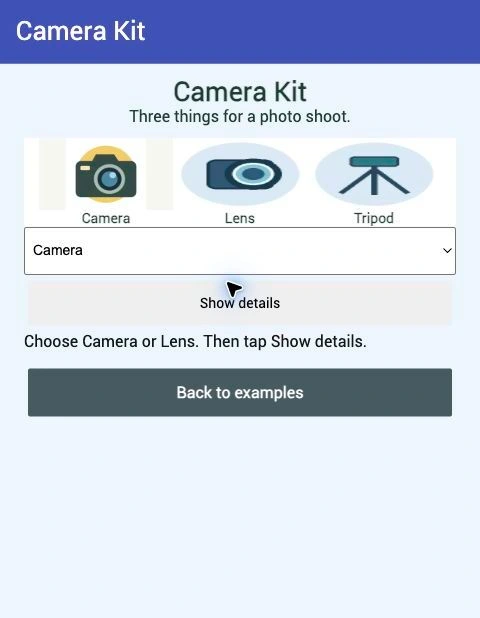 Camera Kit
Camera Kit
Three things for a photo shoot.
Camera Lens Tripod
Camera
Show details
Choose Camera or Lens. Then tap Show details.
Back to examples